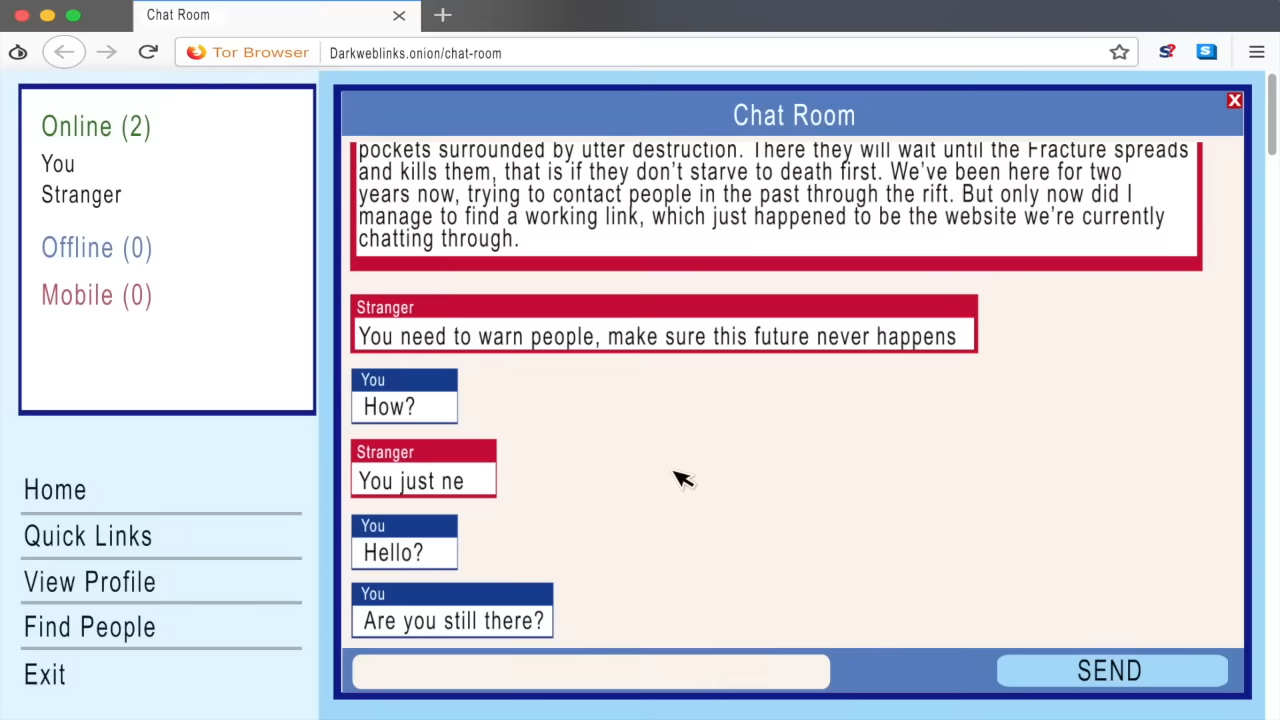 Chat Room
Tor Browser
Darkweblinks.onion/chat-room
S?
S
Online (2)
You
Stranger
Offline (0)
Mobile (0)
Home
Quick Links
View Profile
Find People
Exit
Chat Room
X
pockets surrounded by utter destruction. There they will wait until the Fracture spreads
and kills them, that is if they don't starve to death first. We've been here for two
years now, trying to contact people in the past through the rift. But only now did I
manage to find a working link, which just happened to be the website we're currently
chatting through.
Stranger
You need to warn people, make sure this future never happens
You
How?
Stranger
You just ne
You
Hello?
You
Are you still there?
SEND